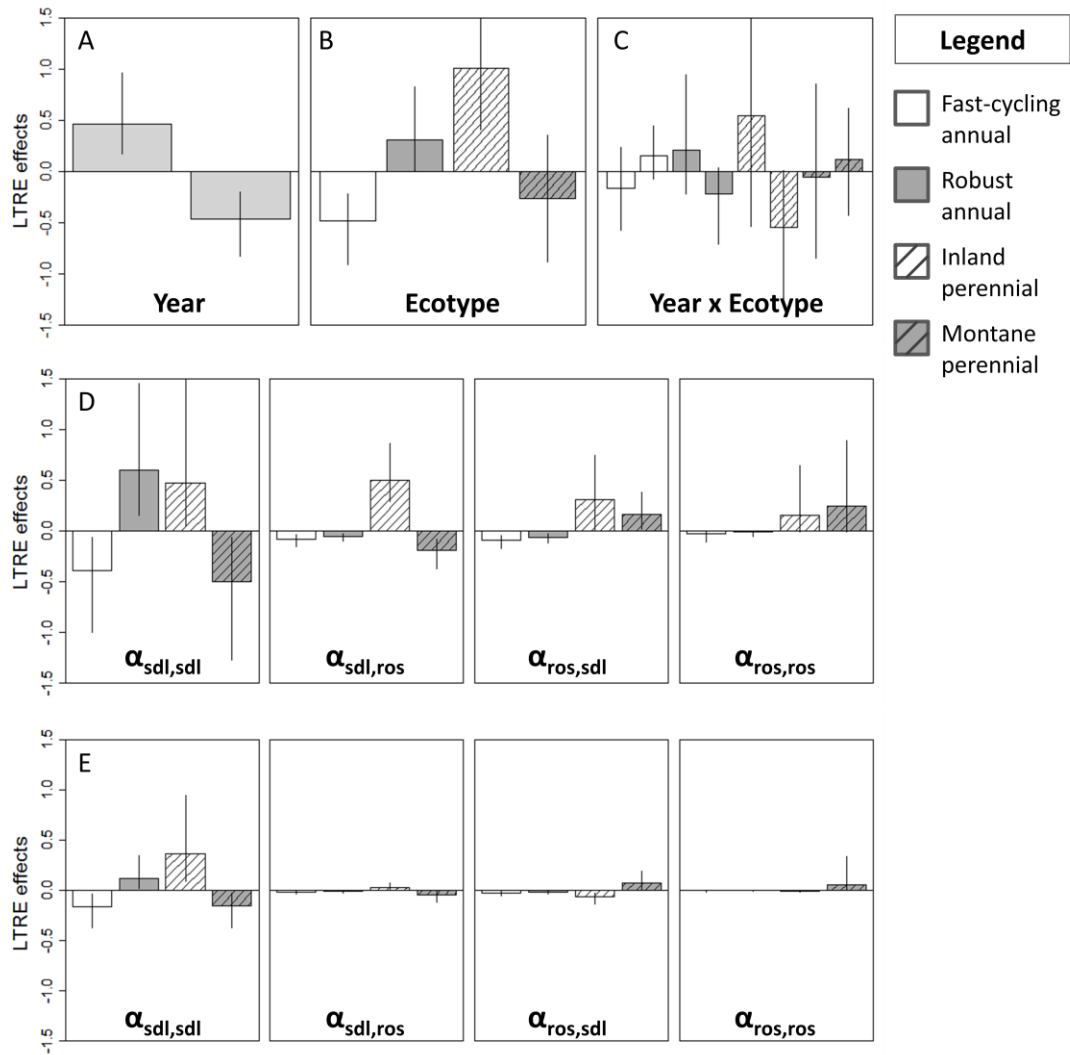 A
B
C
LTRE effects
1.5
1.0
0.5
0.0
-0.5
-1.0
-1.5
Year
Ecotype
Year x Ecotype
Legend
Fast-cycling
annual
Robust
annual
Inland
perennial
Montane
perennial
D
LTRE effects
1.5
1.0
0.5
0.0
-0.5
-1.0
-1.5
αsdl,sdl
αsdl,ros
αros,sdl
αros,ros
E
LTRE effects
1.5
1.0
0.5
0.0
-0.5
-1.0
-1.5
αsdl,sdl
αsdl,ros
αros,sdl
αros,ros